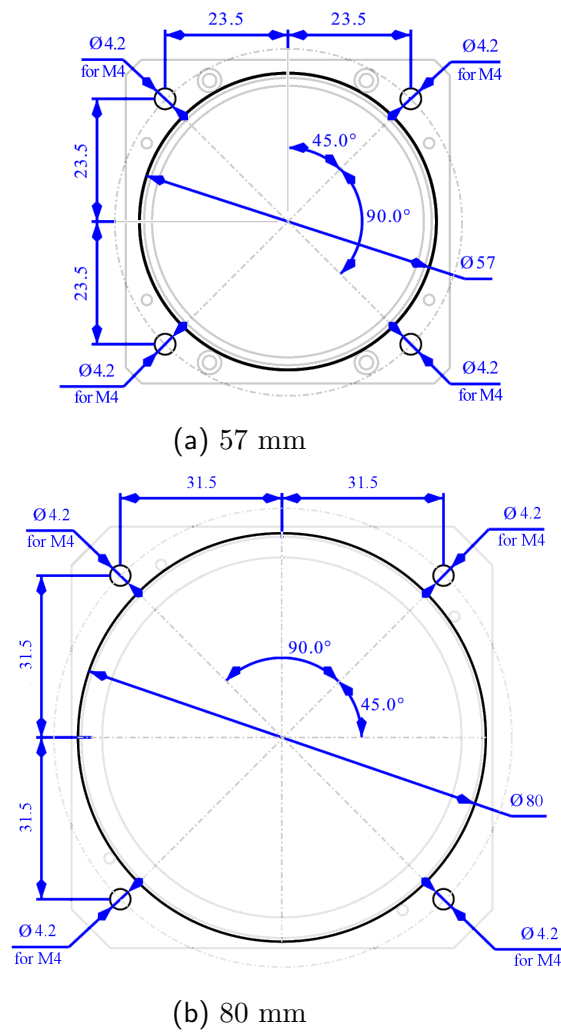 23.5 23.5
Ø4.2 Ø4.2
for M4 for M4
23.5
45.0°
90.0°
23.5
Ø57
Ø4.2 Ø4.2
for M4 for M4
(a) 57 mm
31.5 31.5
Ø4.2 Ø4.2
for M4 for M4
31.5
90.0°
45.0°
31.5
Ø80
Ø4.2 Ø4.2
for M4 for M4
(b) 80 mm